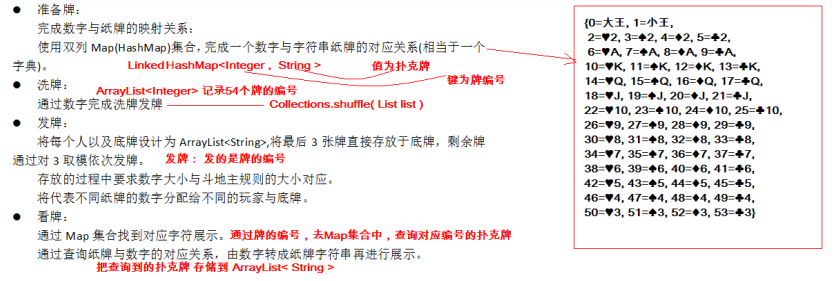 ● 准备牌:
完成数字与纸牌的映射关系:
使用双列 Map(HashMap)集合,完成一个数字与字符串纸牌的对应关系(相当于一个
字典)。
LinkedHashMap<Integer , String >
值为扑克牌
键为牌编号
● 洗牌:
ArrayList<Integer> 记录54个牌的编号
通过数字完成洗牌发牌
Collections.shuffle( List list )
● 发牌:
将每个人以及底牌设计为 ArrayList<String>,将最后 3 张牌直接存放于底牌，剩余牌
通过对 3 取模依次发牌。
发牌： 发的是牌的编号
存放的过程中要求数字大小与斗地主规则的大小对应。
将代表不同纸牌的数字分配给不同的玩家与底牌。
● 看牌:
通过 Map 集合找到对应字符展示。
通过牌的编号，去Map集合中，查询对应编号的扑克牌
通过查询纸牌与数字的对应关系，由数字转成纸牌字符串再进行展示。
把查询到的扑克牌 存储到 ArrayList< String >
{0=大王, 1=小王,
2=♥2, 3=♠2, 4=♦2, 5=♣2,
6=♥A, 7=♠A, 8=♦A, 9=♣A,
10=♥K, 11=♠K, 12=♦K, 13=♣K,
14=♥Q, 15=♠Q, 16=♦Q, 17=♣Q,
18=♥J, 19=♠J, 20=♦J, 21=♣J,
22=♥10, 23=♠10, 24=♦10, 25=♣10,
26=♥9, 27=♠9, 28=♦9, 29=♣9,
30=♥8, 31=♠8, 32=♦8, 33=♣8,
34=♥7, 35=♠7, 36=♦7, 37=♣7,
38=♥6, 39=♠6, 40=♦6, 41=♣6,
42=♥5, 43=♠5, 44=♦5, 45=♣5,
46=♥4, 47=♠4, 48=♦4, 49=♣4,
50=♥3, 51=♠3, 52=♦3, 53=♣3}